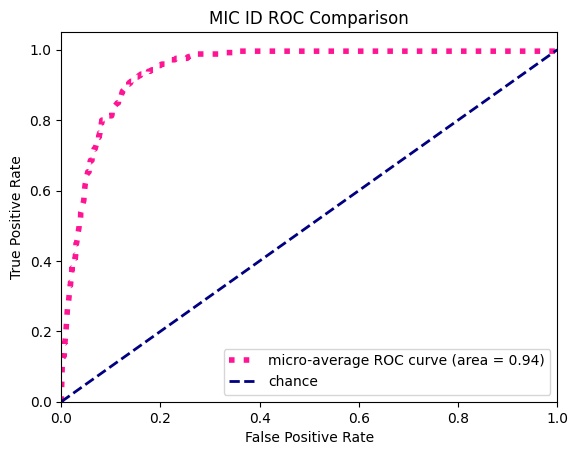 MIC ID ROC Comparison
True Positive Rate
1.0
0.8
0.6
0.4
0.2
0.0
micro-average ROC curve (area = 0.94)
chance
0.0 0.2 0.4 0.6 0.8 1.0
False Positive Rate